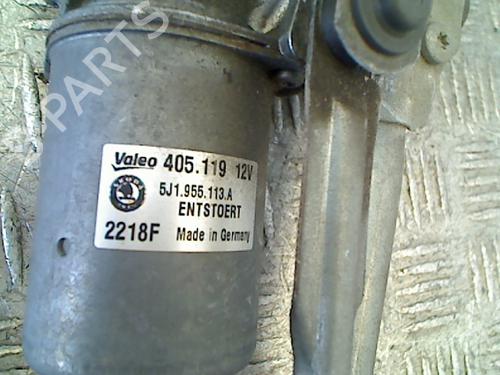 B-PARTS
Valeo 405.119 12V
5J1.955.113.A
ENTSTOERT
2218F Made in Germany